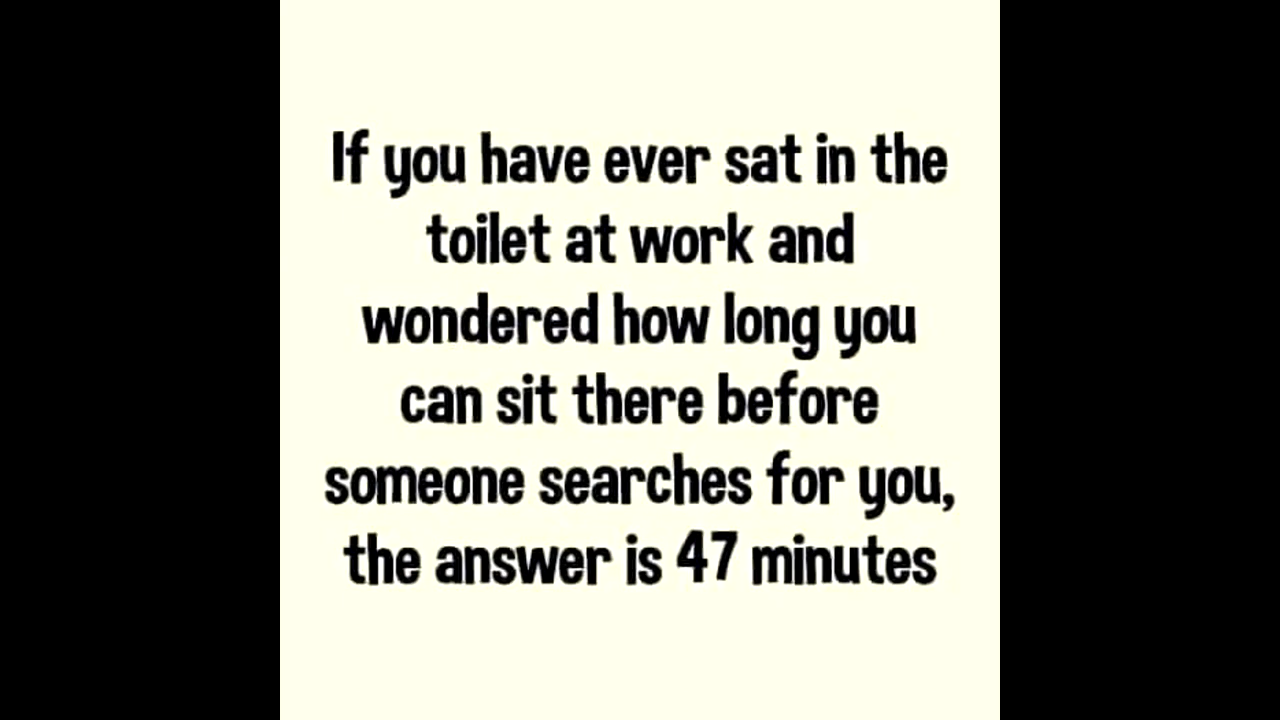 If you have ever sat in the
toilet at work and
wondered how long you
can sit there before
someone searches for you,
the answer is 47 minutes